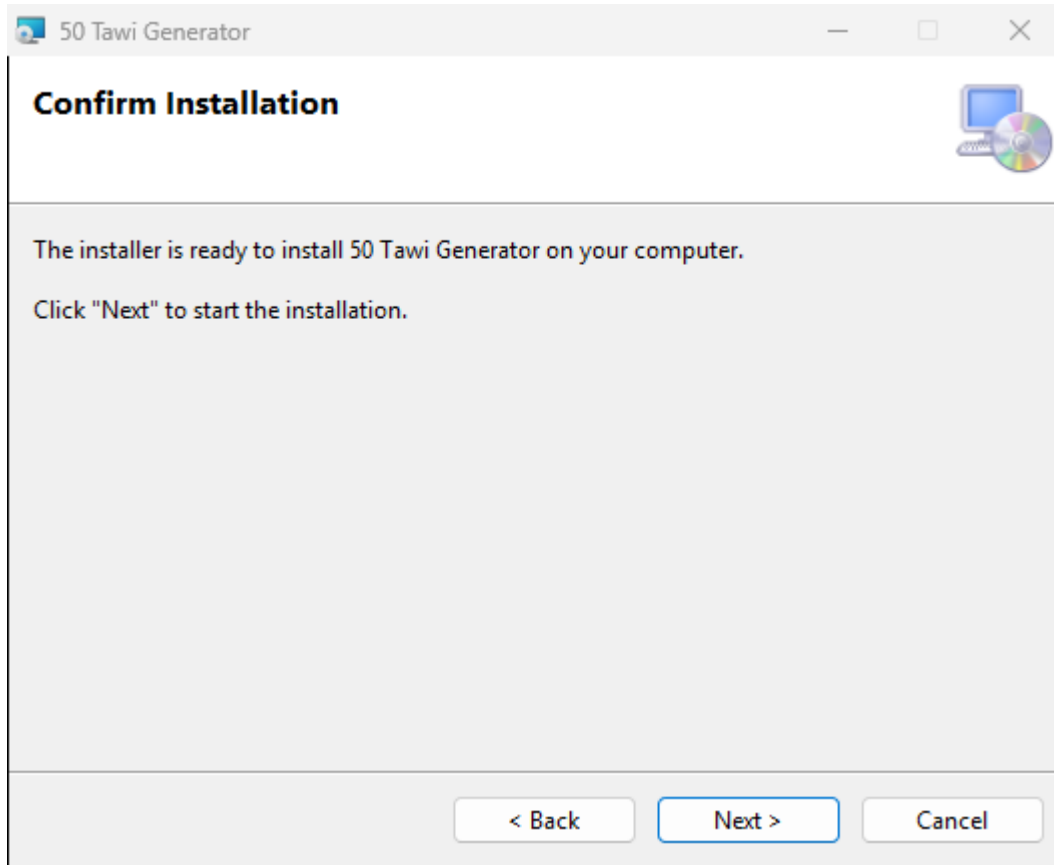 50 Tawi Generator
Confirm Installation
The installer is ready to install 50 Tawi Generator on your computer.
Click "Next" to start the installation.
< Back Next > Cancel